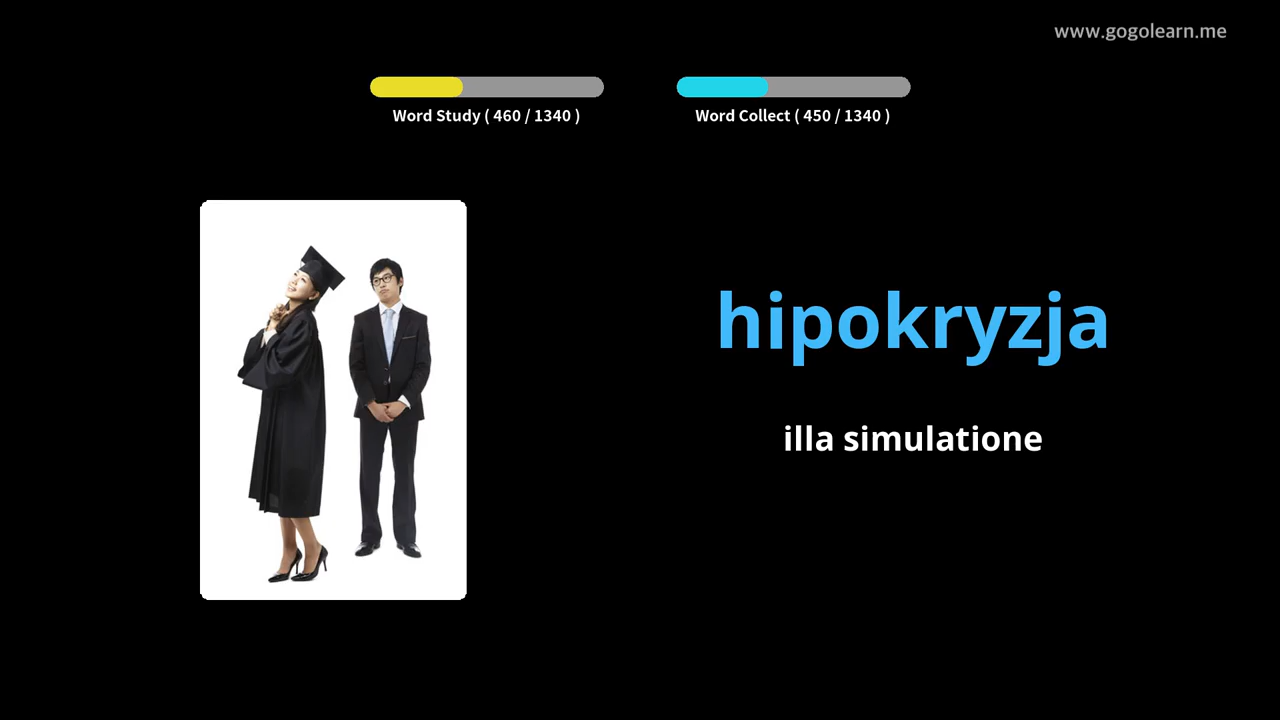 www.gogolearn.me
Word Study ( 460 / 1340 )
Word Collect ( 450 / 1340 )
hipokryzja
illa simulatione